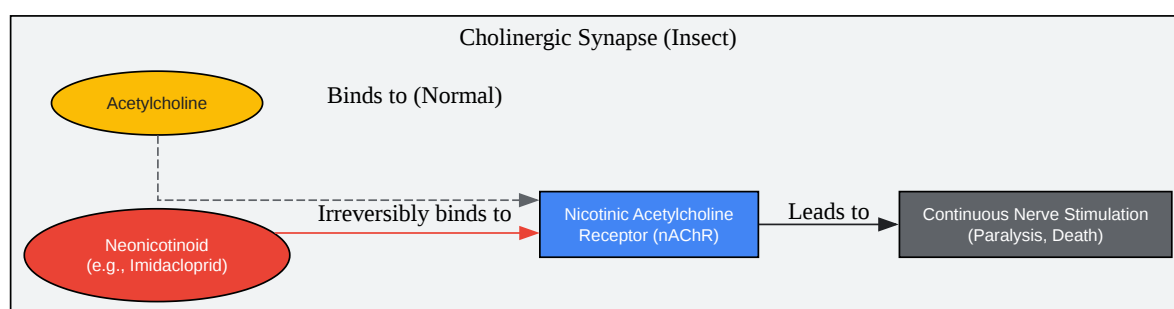 Cholinergic Synapse (Insect)
Acetylcholine
Binds to (Normal)
Neonicotinoid
(e.g., Imidacloprid)
Irreversibly binds to
Nicotinic Acetylcholine
Receptor (nAChR)
Leads to
Continuous Nerve Stimulation
(Paralysis, Death)